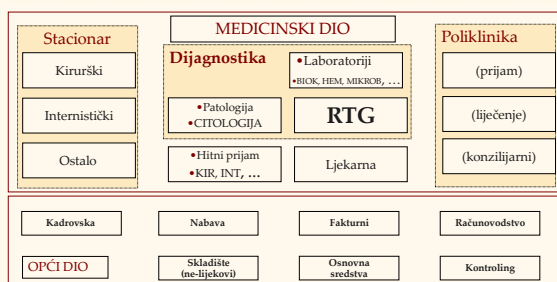 MEDICINSKI DIO
Stacionar
Kirurški
Internistički
Ostalo
Dijagnostika
•Laboratoriji
•BIOK, HEM, MIKROB, …
•Patologija
•CITOLOGIJA
RTG
•Hitni prijam
•KIR, INT, …
Ljekarna
Poliklinika
(prijam)
(liječenje)
(konzilijarni)
Kadrovska
Nabava
Fakturni
Računovodstvo
OPĆI DIO
Skladište
(ne-lijekovi)
Osnovna
sredstva
Kontroling